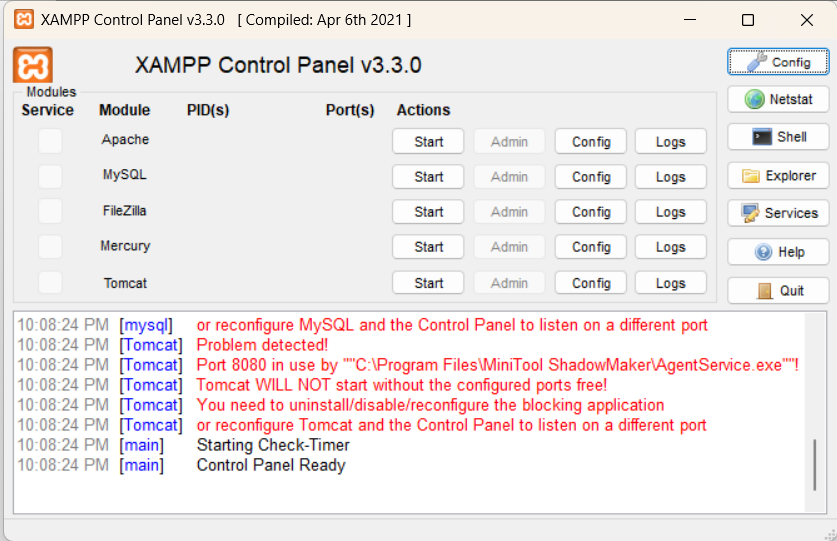 XAMPP Control Panel v3.3.0 [ Compiled: Apr 6th 2021 ]
XAMPP Control Panel v3.3.0
Config
Modules
Service Module PID(s) Port(s) Actions
Netstat
Apache Start Admin Config Logs
Shell
MySQL Start Admin Config Logs
Explorer
FileZilla Start Admin Config Logs
Services
Mercury Start Admin Config Logs
Help
Tomcat Start Admin Config Logs
Quit
10:08:24 PM [mysql] or reconfigure MySQL and the Control Panel to listen on a different port
10:08:24 PM [Tomcat] Problem detected!
10:08:24 PM [Tomcat] Port 8080 in use by ""C:\Program Files\MiniTool ShadowMaker\AgentService.exe""!
10:08:24 PM [Tomcat] Tomcat WILL NOT start without the configured ports free!
10:08:24 PM [Tomcat] You need to uninstall/disable/reconfigure the blocking application
10:08:24 PM [Tomcat] or reconfigure Tomcat and the Control Panel to listen on a different port
10:08:24 PM [main] Starting Check-Timer
10:08:24 PM [main] Control Panel Ready